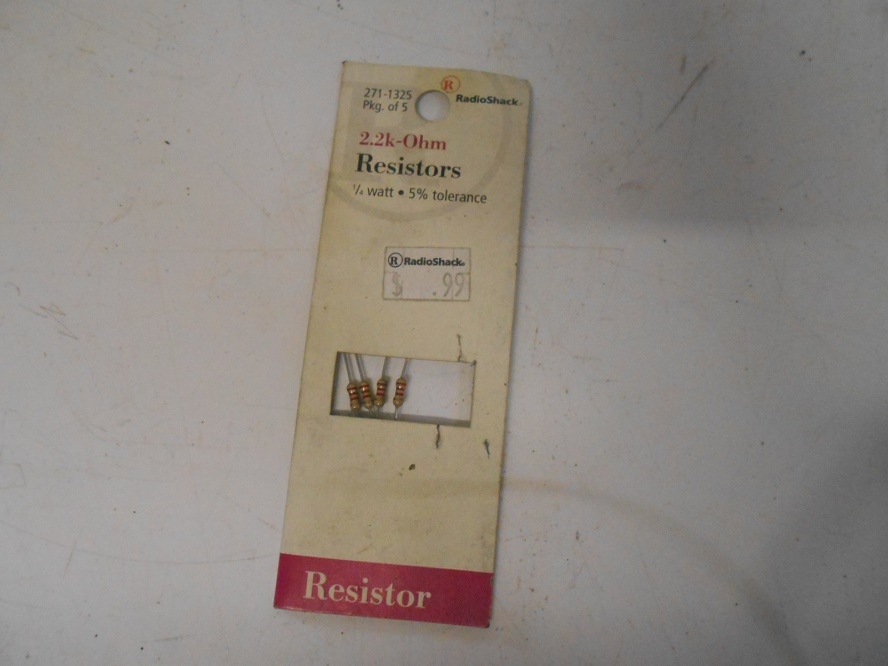 271-1325
Pkg. of 5
R
RadioShack
2.2k-Ohm
Resistors
1/4 watt • 5% tolerance
R RadioShack
$ .99
Resistor